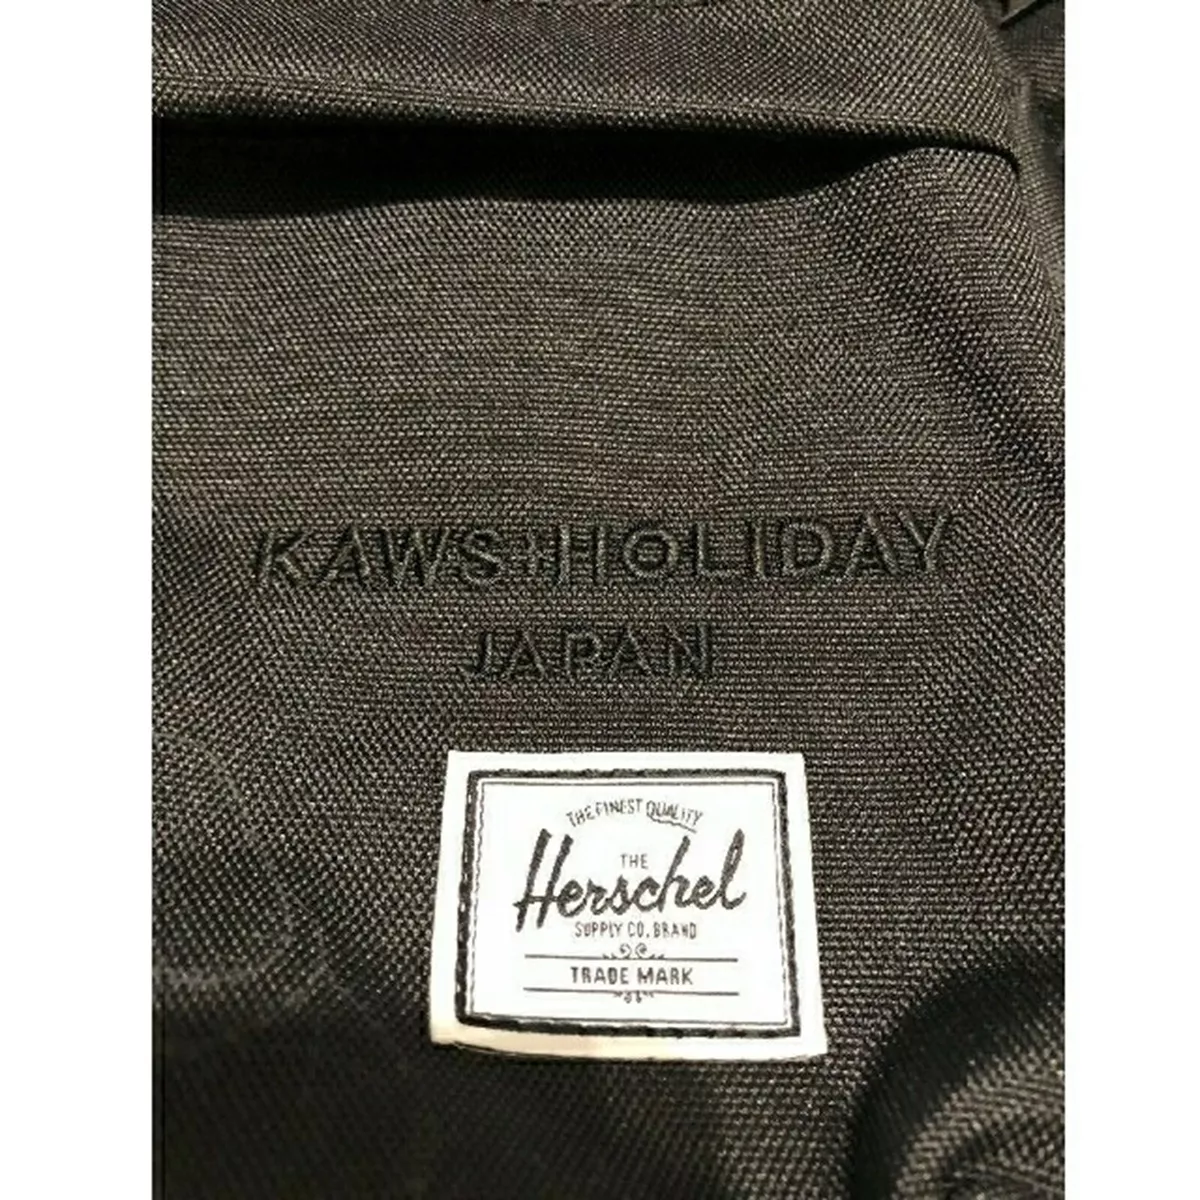 KAWS:HOLIDAY
JAPAN
THE FINEST QUALITY
THE
Herschel
SUPPLY CO. BRAND
TRADE MARK